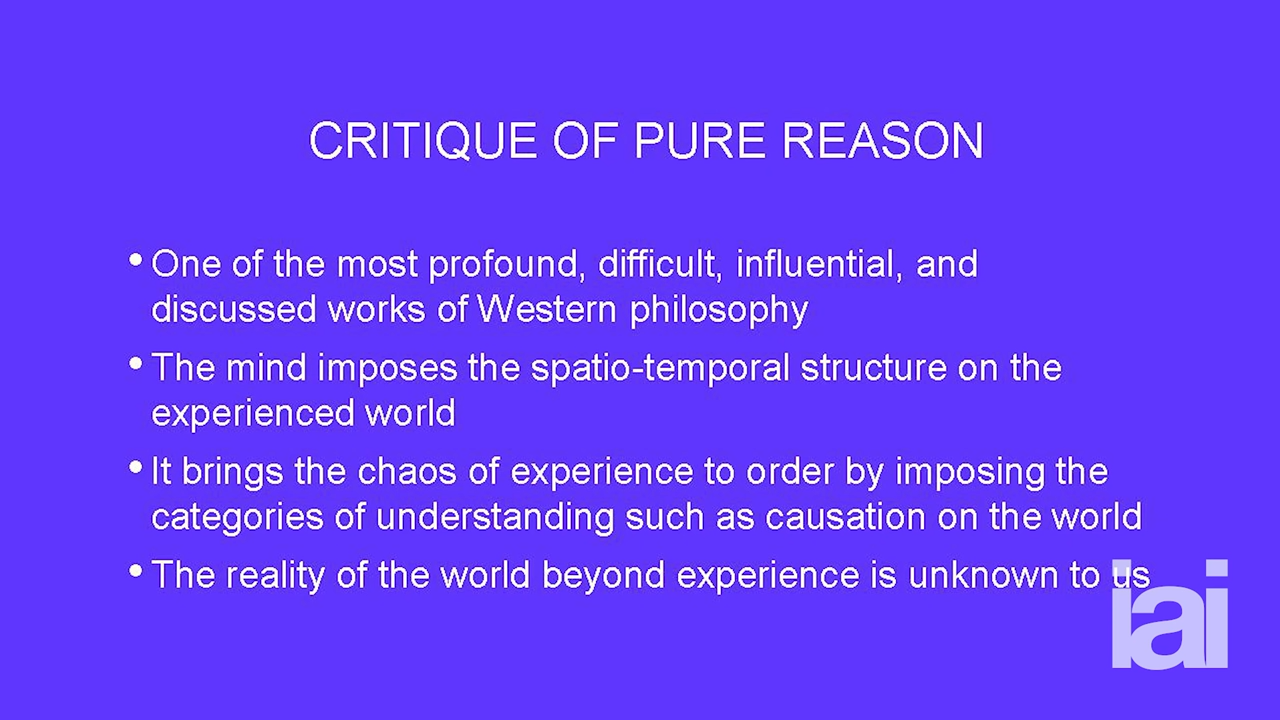 CRITIQUE OF PURE REASON
• One of the most profound, difficult, influential, and
discussed works of Western philosophy
• The mind imposes the spatio-temporal structure on the
experienced world
• It brings the chaos of experience to order by imposing the
categories of understanding such as causation on the world
• The reality of the world beyond experience is unknown to us
iai